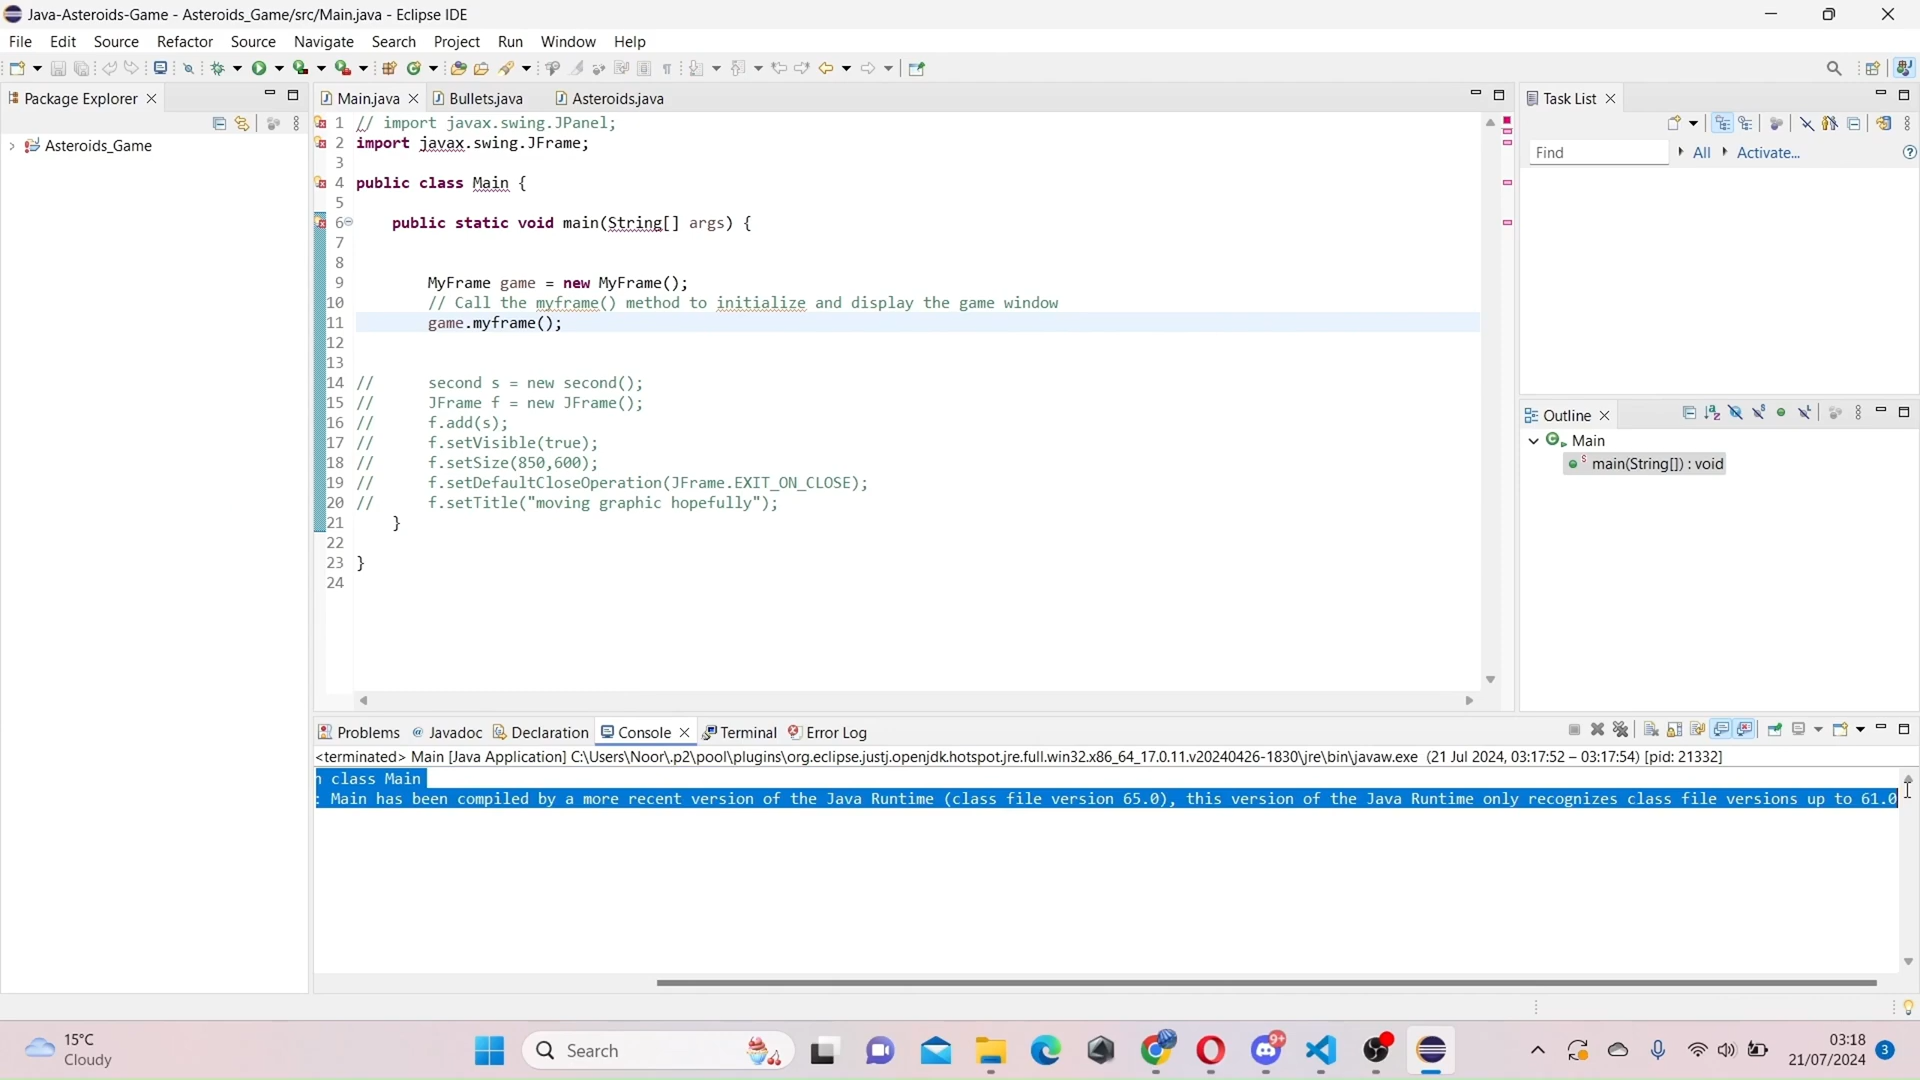 Java-Asteroids-Game - Asteroids_Game/src/Main.java - Eclipse IDE
File Edit Source Refactor Source Navigate Search Project Run Window Help
Package Explorer
Asteroids_Game
Main.java Bullets.java Asteroids.java
1 // import javax.swing.JPanel;
2 import javax.swing.JFrame;
3
4 public class Main {
5
6 public static void main(String[] args) {
7
8
9 MyFrame game = new MyFrame();
10 // Call the myframe() method to initialize and display the game window
11 game.myframe();
12
13
14 // second s = new second();
15 // JFrame f = new JFrame();
16 // f.add(s);
17 // f.setVisible(true);
18 // f.setSize(850,600);
19 // f.setDefaultCloseOperation(JFrame.EXIT_ON_CLOSE);
20 // f.setTitle("moving graphic hopefully");
21 }
22
23 }
24
Task List
Find All Activate...
Outline
Main
main(String[]) : void
Problems Javadoc Declaration Console Terminal Error Log
<terminated> Main [Java Application] C:\Users\Noor\.p2\pool\plugins\org.eclipse.justj.openjdk.hotspot.jre.full.win32.x86_64_17.0.11.v20240426-1830\jre\bin\javaw.exe (21 Jul 2024, 03:17:52 – 03:17:54) [pid: 21332]
n class Main
: Main has been compiled by a more recent version of the Java Runtime (class file version 65.0), this version of the Java Runtime only recognizes class file versions up to 61.0
15°C
Cloudy
Search
9+
03:18
21/07/2024
3